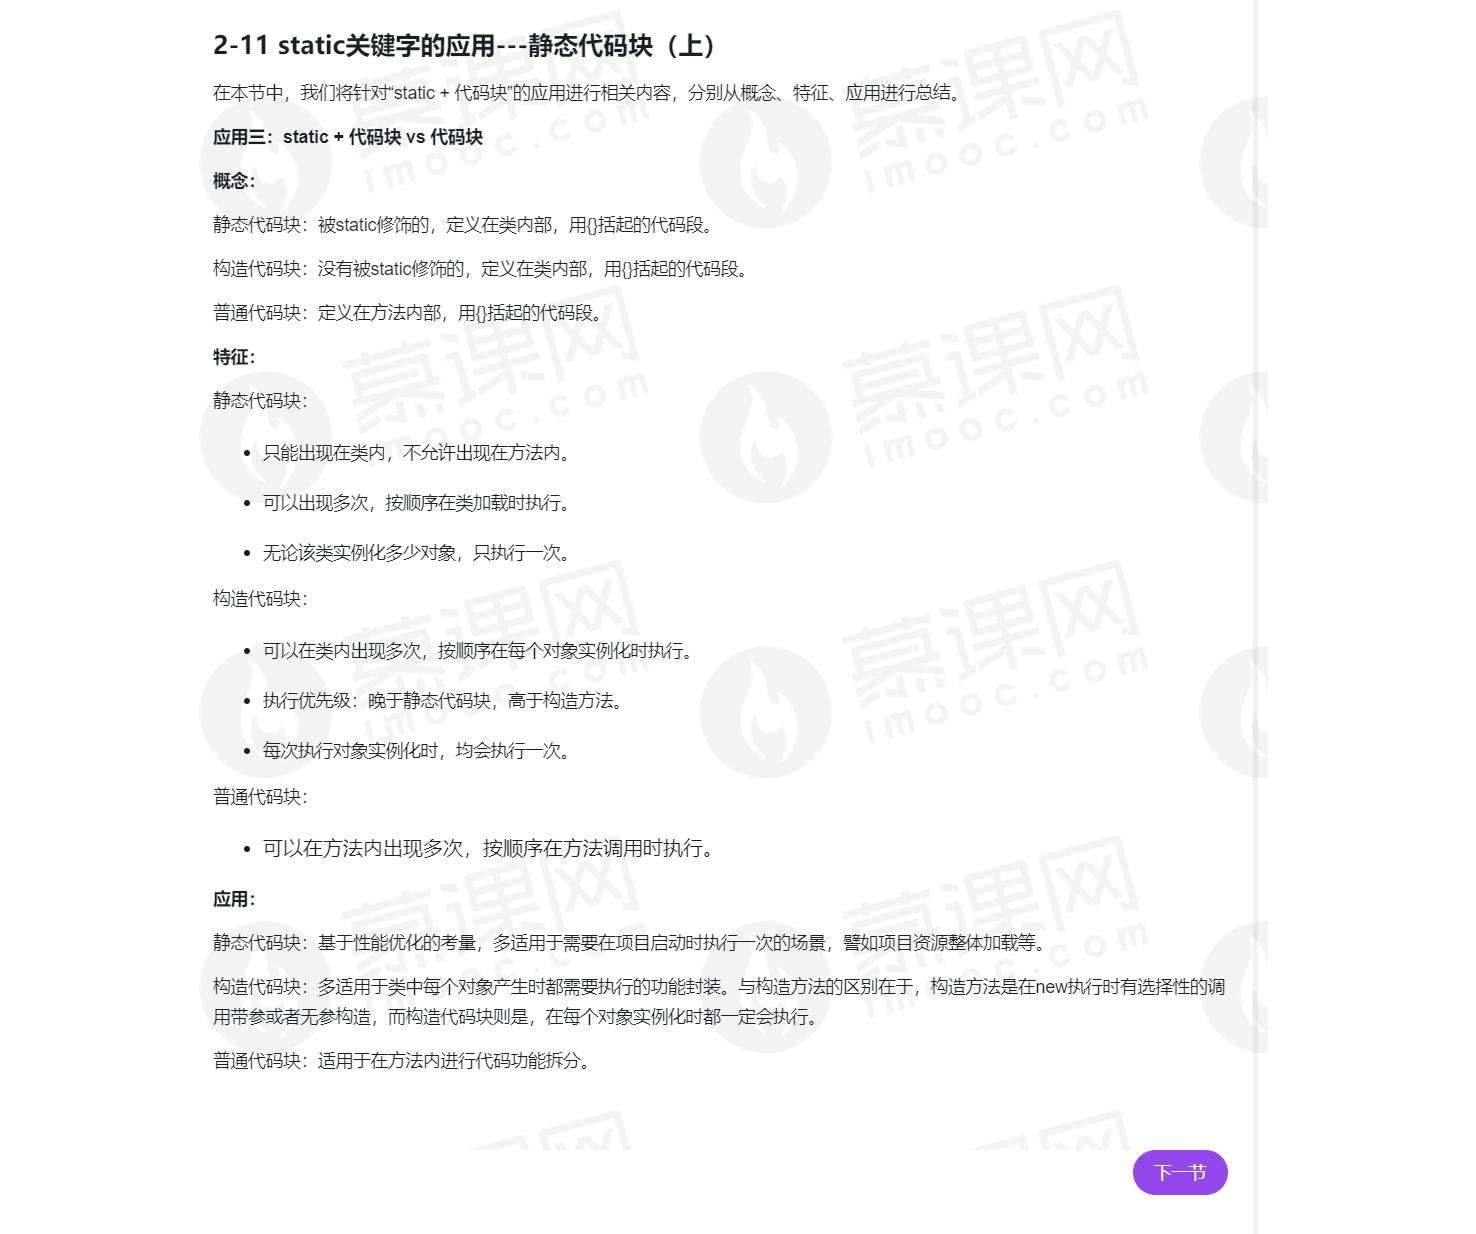 2-11 static关键字的应用---静态代码块（上）
在本节中，我们将针对“static + 代码块”的应用进行相关内容，分别从概念、特征、应用进行总结。
应用三：static + 代码块 vs 代码块
概念：
静态代码块：被static修饰的，定义在类内部，用{}括起的代码段。
构造代码块：没有被static修饰的，定义在类内部，用{}括起的代码段。
普通代码块：定义在方法内部，用{}括起的代码段。
特征：
静态代码块：
• 只能出现在类内，不允许出现在方法内。
• 可以出现多次，按顺序在类加载时执行。
• 无论该类实例化多少对象，只执行一次。
构造代码块：
• 可以在类内出现多次，按顺序在每个对象实例化时执行。
• 执行优先级：晚于静态代码块，高于构造方法。
• 每次执行对象实例化时，均会执行一次。
普通代码块：
• 可以在方法内出现多次，按顺序在方法调用时执行。
应用：
静态代码块：基于性能优化的考量，多适用于需要在项目启动时执行一次的场景，譬如项目资源整体加载等。
构造代码块：多适用于类中每个对象产生时都需要执行的功能封装。与构造方法的区别在于，构造方法是在new执行时有选择性的调
用带参或者无参构造，而构造代码块则是，在每个对象实例化时都一定会执行。
普通代码块：适用于在方法内进行代码功能拆分。
下一节
慕课网
imooc.com